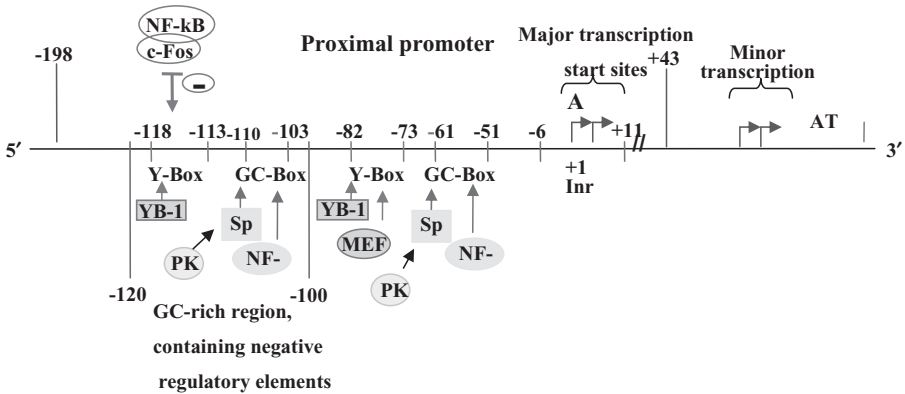 NF-kB
c-Fos
-198
Proximal promoter
Major transcription
start sites
+43
Minor
transcription
A
AT
-118
-113
-110
-103
-82
-73
-61
-51
-6
+11
5′
3′
Y-Box
GC-Box
Y-Box
GC-Box
+1
Inr
YB-1
Sp
YB-1
Sp
PK
NF-
MEF
PK
NF-
-120
-100
GC-rich region,
containing negative
regulatory elements